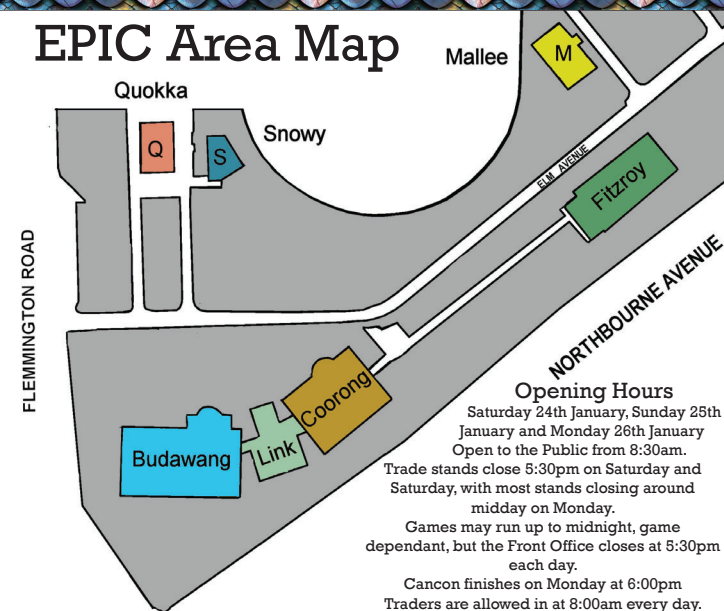 EPIC Area Map
Mallee
M
Quokka
Q
Snowy
S
ELM AVENUE
Fitzroy
FLEMMINGTON ROAD
NORTHBOURNE AVENUE
Coorong
Link
Budawang
Opening Hours
Saturday 24th January, Sunday 25th
January and Monday 26th January
Open to the Public from 8:30am.
Trade stands close 5:30pm on Saturday and
Saturday, with most stands closing around
midday on Monday.
Games may run up to midnight, game
dependant, but the Front Office closes at 5:30pm
each day.
Cancon finishes on Monday at 6:00pm
Traders are allowed in at 8:00am every day.